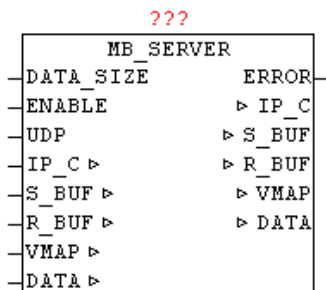 ???
MB_SERVER
DATA_SIZE ERROR
ENABLE ▷ IP_C
UDP ▷ S_BUF
IP_C ▷ ▷ R_BUF
S_BUF ▷ ▷ VMAP
R_BUF ▷ ▷ DATA
VMAP ▷
DATA ▷